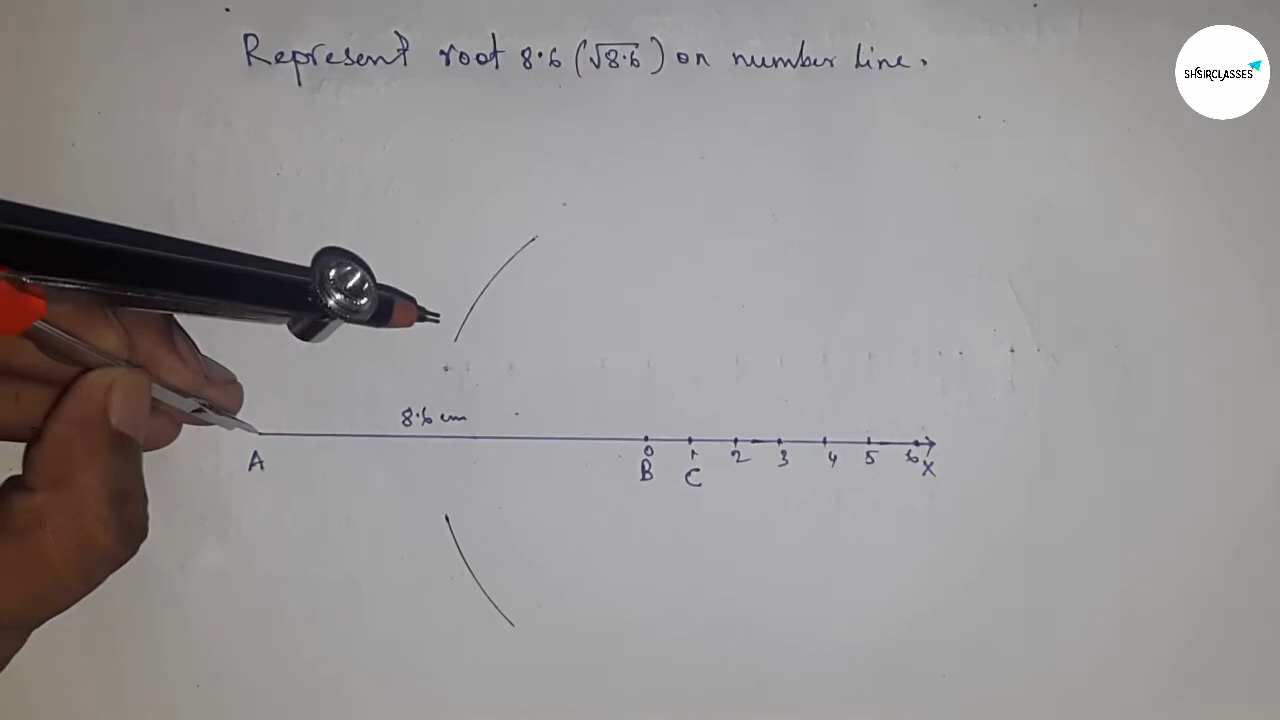 Represent root 8.6 (√8.6) on number line.
SHSIRCLASSES
8.6 cm
A
0 1 2 3 4 5 6 X
B C